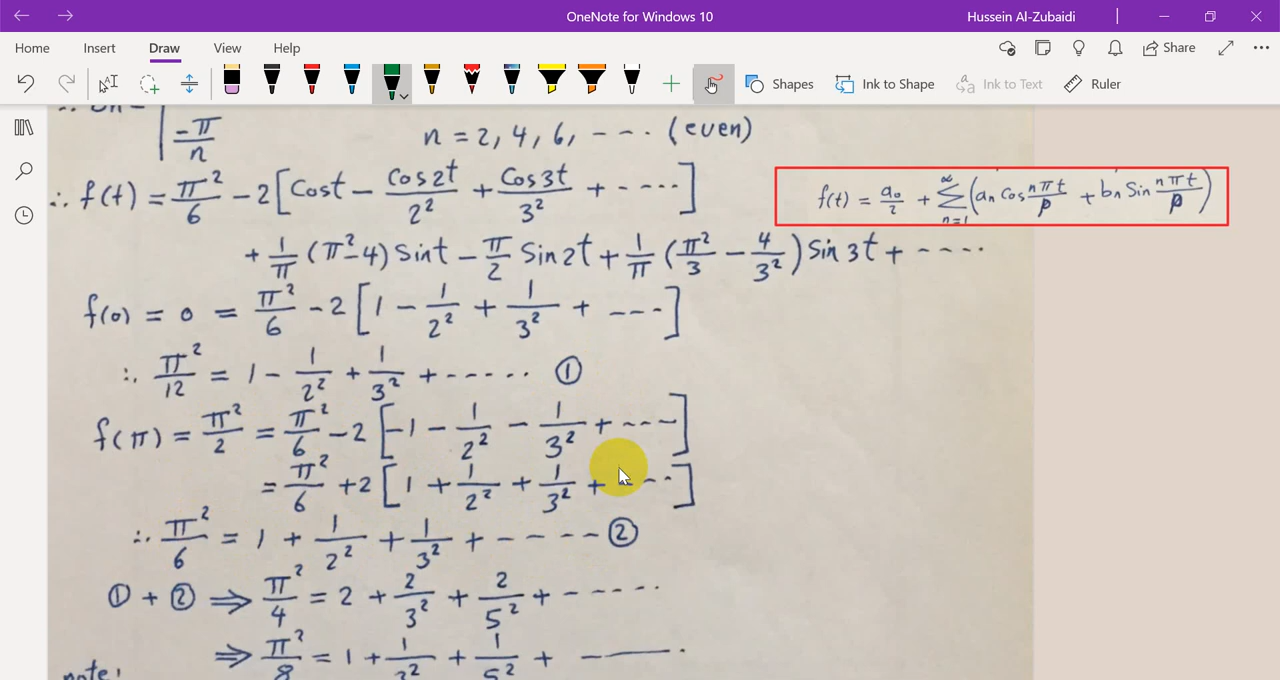 OneNote for Windows 10 Hussein Al-Zubaidi
Home Insert Draw View Help Share
Shapes Ink to Shape Ink to Text Ruler
-π/n n = 2, 4, 6, ---. (even)
∴ f(t) = π²/6 - 2[Cost - Cos2t/2² + Cos3t/3² + ----]
f(t) = a₀/2 + ∑_{n=1}^{∞} (aₙ Cos nπt/p + bₙ Sin nπt/p)
+ 1/π (π²-4) Sint - π/2 Sin2t + 1/π (π²/3 - 4/3²) Sin3t + ----
f(0) = 0 = π²/6 - 2[1 - 1/2² + 1/3² + ---]
∴ π²/12 = 1 - 1/2² + 1/3² + ------ ①
f(π) = π²/2 = π²/6 - 2[-1 - 1/2² - 1/3² + ---]
= π²/6 + 2[1 + 1/2² + 1/3² + ---]
∴ π²/6 = 1 + 1/2² + 1/3² + ---- ②
① + ② ⇒ π²/4 = 2 + 2/3² + 2/5² + -----
⇒ π²/8 = 1 + 1/3² + 1/5² + ----.
note: